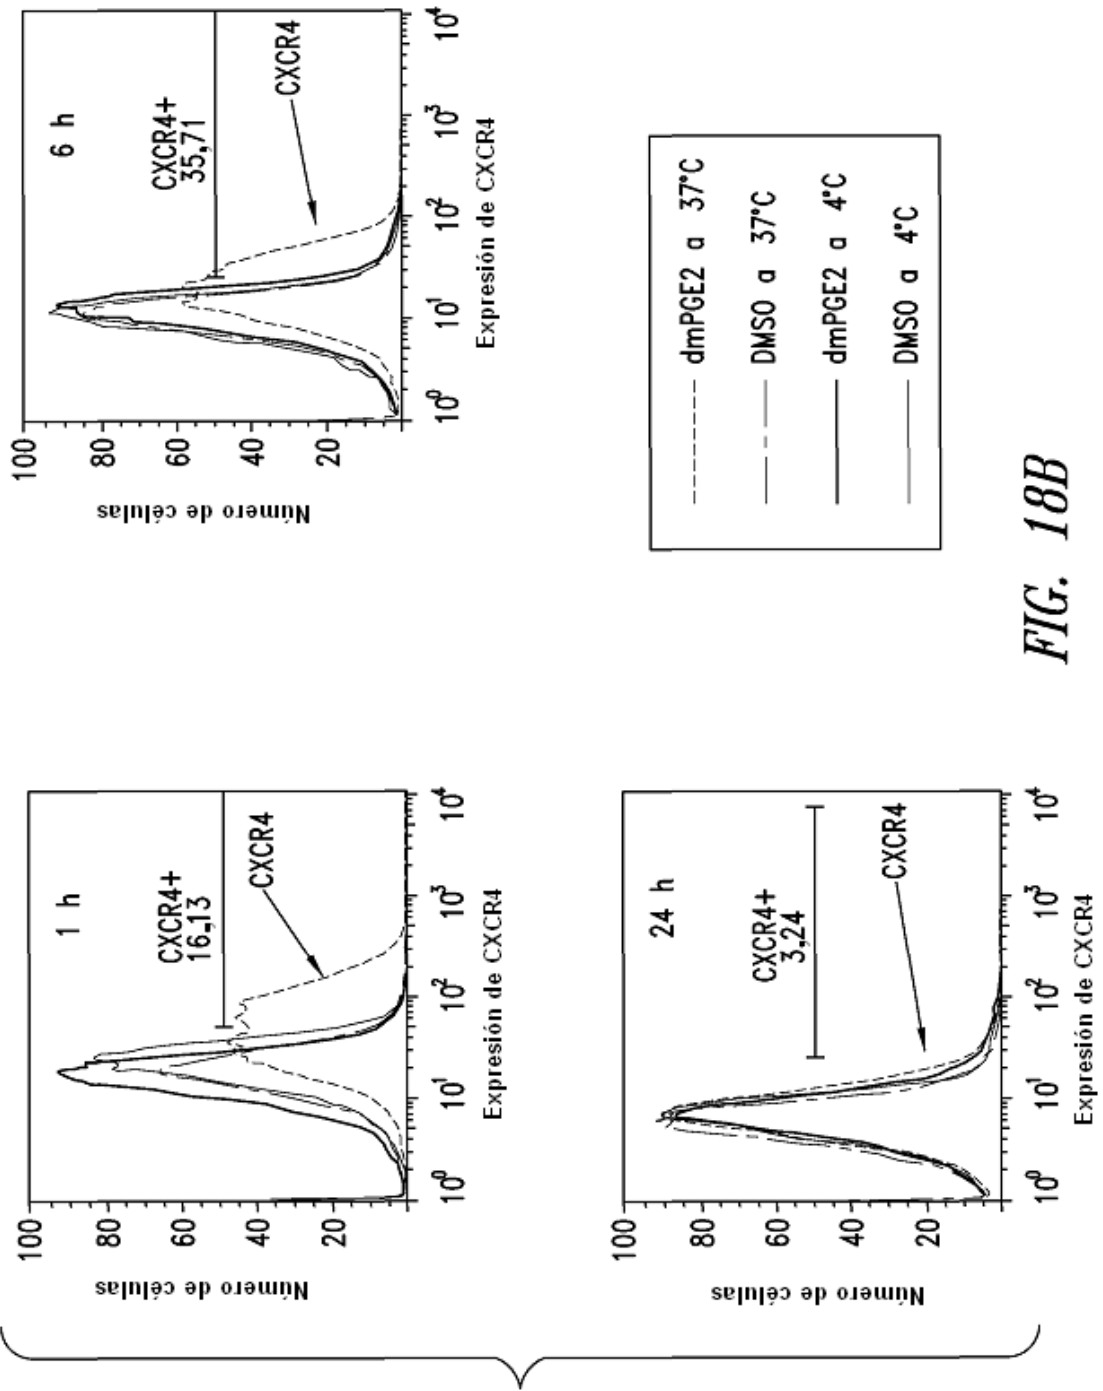 1 h
CXCR4+
16,13
CXCR4
100
80
60
40
20
Número de células
10⁰
10¹
10²
10³
10⁴
Expresión de CXCR4
6 h
CXCR4+
35,71
CXCR4
100
80
60
40
20
Número de células
10⁰
10¹
10²
10³
10⁴
Expresión de CXCR4
24 h
CXCR4+
3,24
CXCR4
100
80
60
40
20
Número de células
10⁰
10¹
10²
10³
10⁴
Expresión de CXCR4
dmPGE2 a 37°C
DMSO a 37°C
dmPGE2 a 4°C
DMSO a 4°C
FIG. 18B